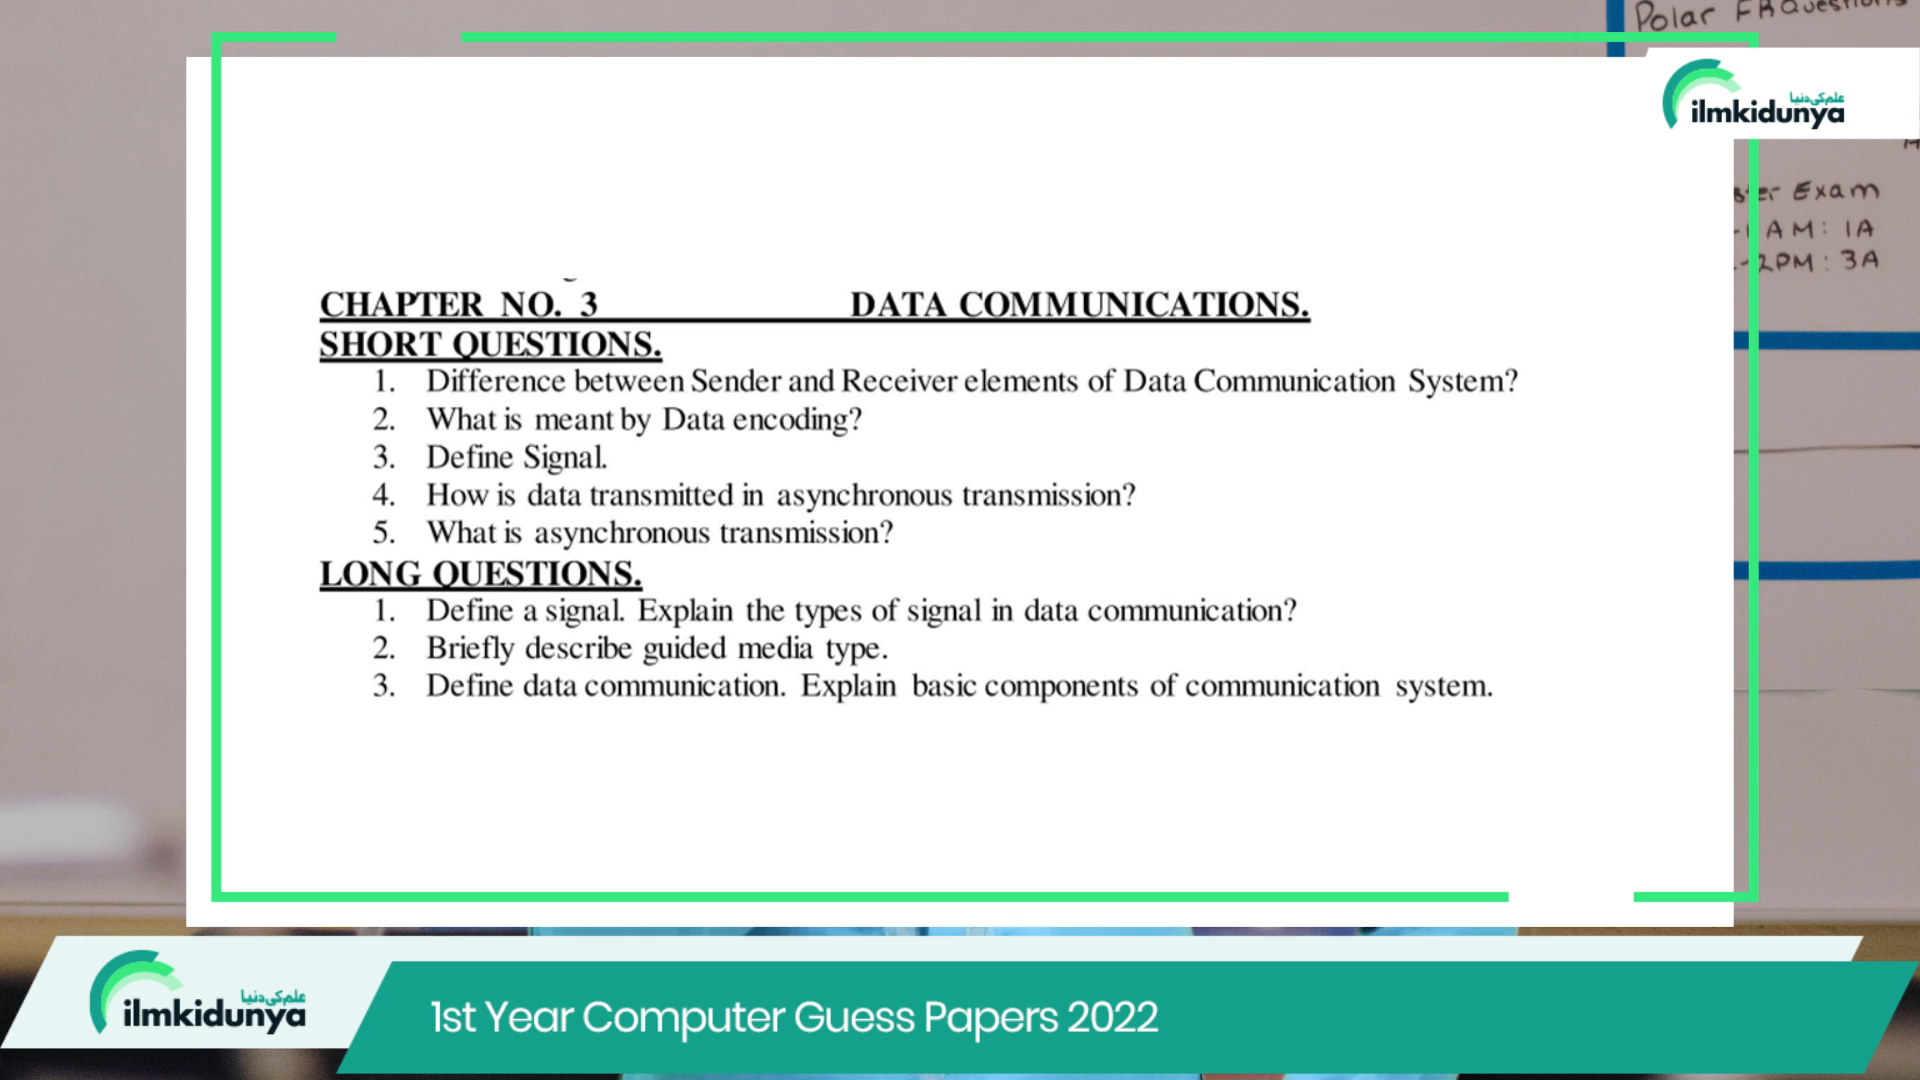 Polar FRQuestions
علم کی دنیا
ilmkidunya
Exam
AM: 1A
2PM: 3A
CHAPTER NO. 3 DATA COMMUNICATIONS.
SHORT QUESTIONS.
1. Difference between Sender and Receiver elements of Data Communication System?
2. What is meant by Data encoding?
3. Define Signal.
4. How is data transmitted in asynchronous transmission?
5. What is asynchronous transmission?
LONG QUESTIONS.
1. Define a signal. Explain the types of signal in data communication?
2. Briefly describe guided media type.
3. Define data communication. Explain basic components of communication system.
علم کی دنیا
ilmkidunya
1st Year Computer Guess Papers 2022